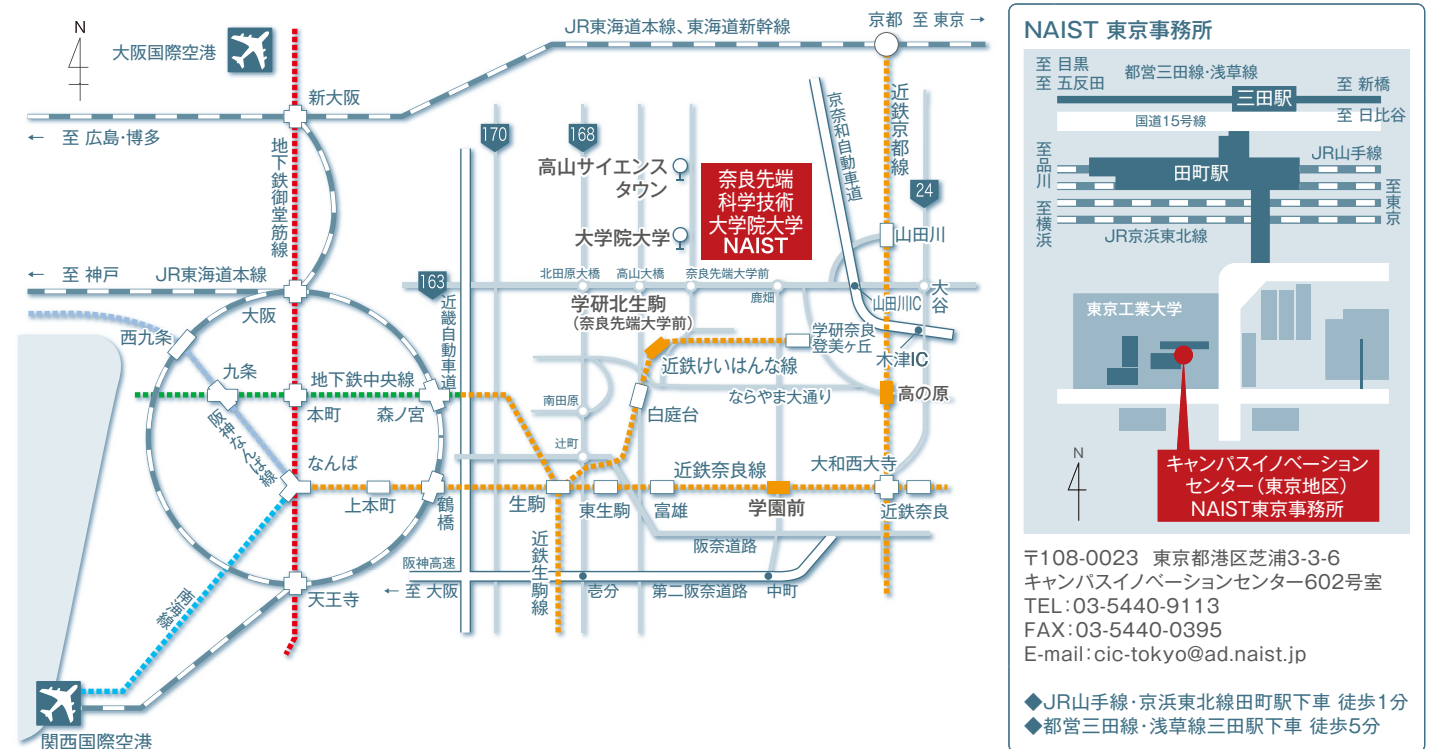 N
大阪国際空港
JR東海道本線、東海道新幹線
京都 至 東京 →
新大阪
← 至 広島・博多
地下鉄御堂筋線
170
168
高山サイエンス
タウン
大学院大学
奈良先端
科学技術
大学院大学
NAIST
京奈和自動車道
近鉄京都線
24
山田川
← 至 神戸
JR東海道本線
大阪
163
近畿自動車道
北田原大橋
高山大橋
奈良先端大学前
鹿畑
山田川IC
大谷
木津IC
学研北生駒
(奈良先端大学前)
学研奈良
登美ヶ丘
近鉄けいはんな線
西九条
九条
地下鉄中央線
本町
森ノ宮
阪神なんば線
白庭台
ならやま大通り
高の原
南田原
辻町
なんば
上本町
鶴橋
生駒
東生駒
富雄
近鉄奈良線
学園前
大和西大寺
近鉄奈良
阪奈道路
阪神高速
← 至 大阪
近鉄生駒線
壱分
第二阪奈道路
中町
天王寺
南海線
関西国際空港
NAIST 東京事務所
至 目黒
至 五反田
都営三田線・浅草線
三田駅
至 新橋
至 日比谷
国道15号線
至品川
田町駅
JR山手線
至東京
至横浜
JR京浜東北線
東京工業大学
N
キャンパスイノベーション
センター(東京地区)
NAIST東京事務所
〒108-0023 東京都港区芝浦3-3-6
キャンパスイノベーションセンター602号室
TEL:03-5440-9113
FAX:03-5440-0395
E-mail:cic-tokyo@ad.naist.jp
◆JR山手線・京浜東北線田町駅下車 徒歩1分
◆都営三田線・浅草線三田駅下車 徒歩5分